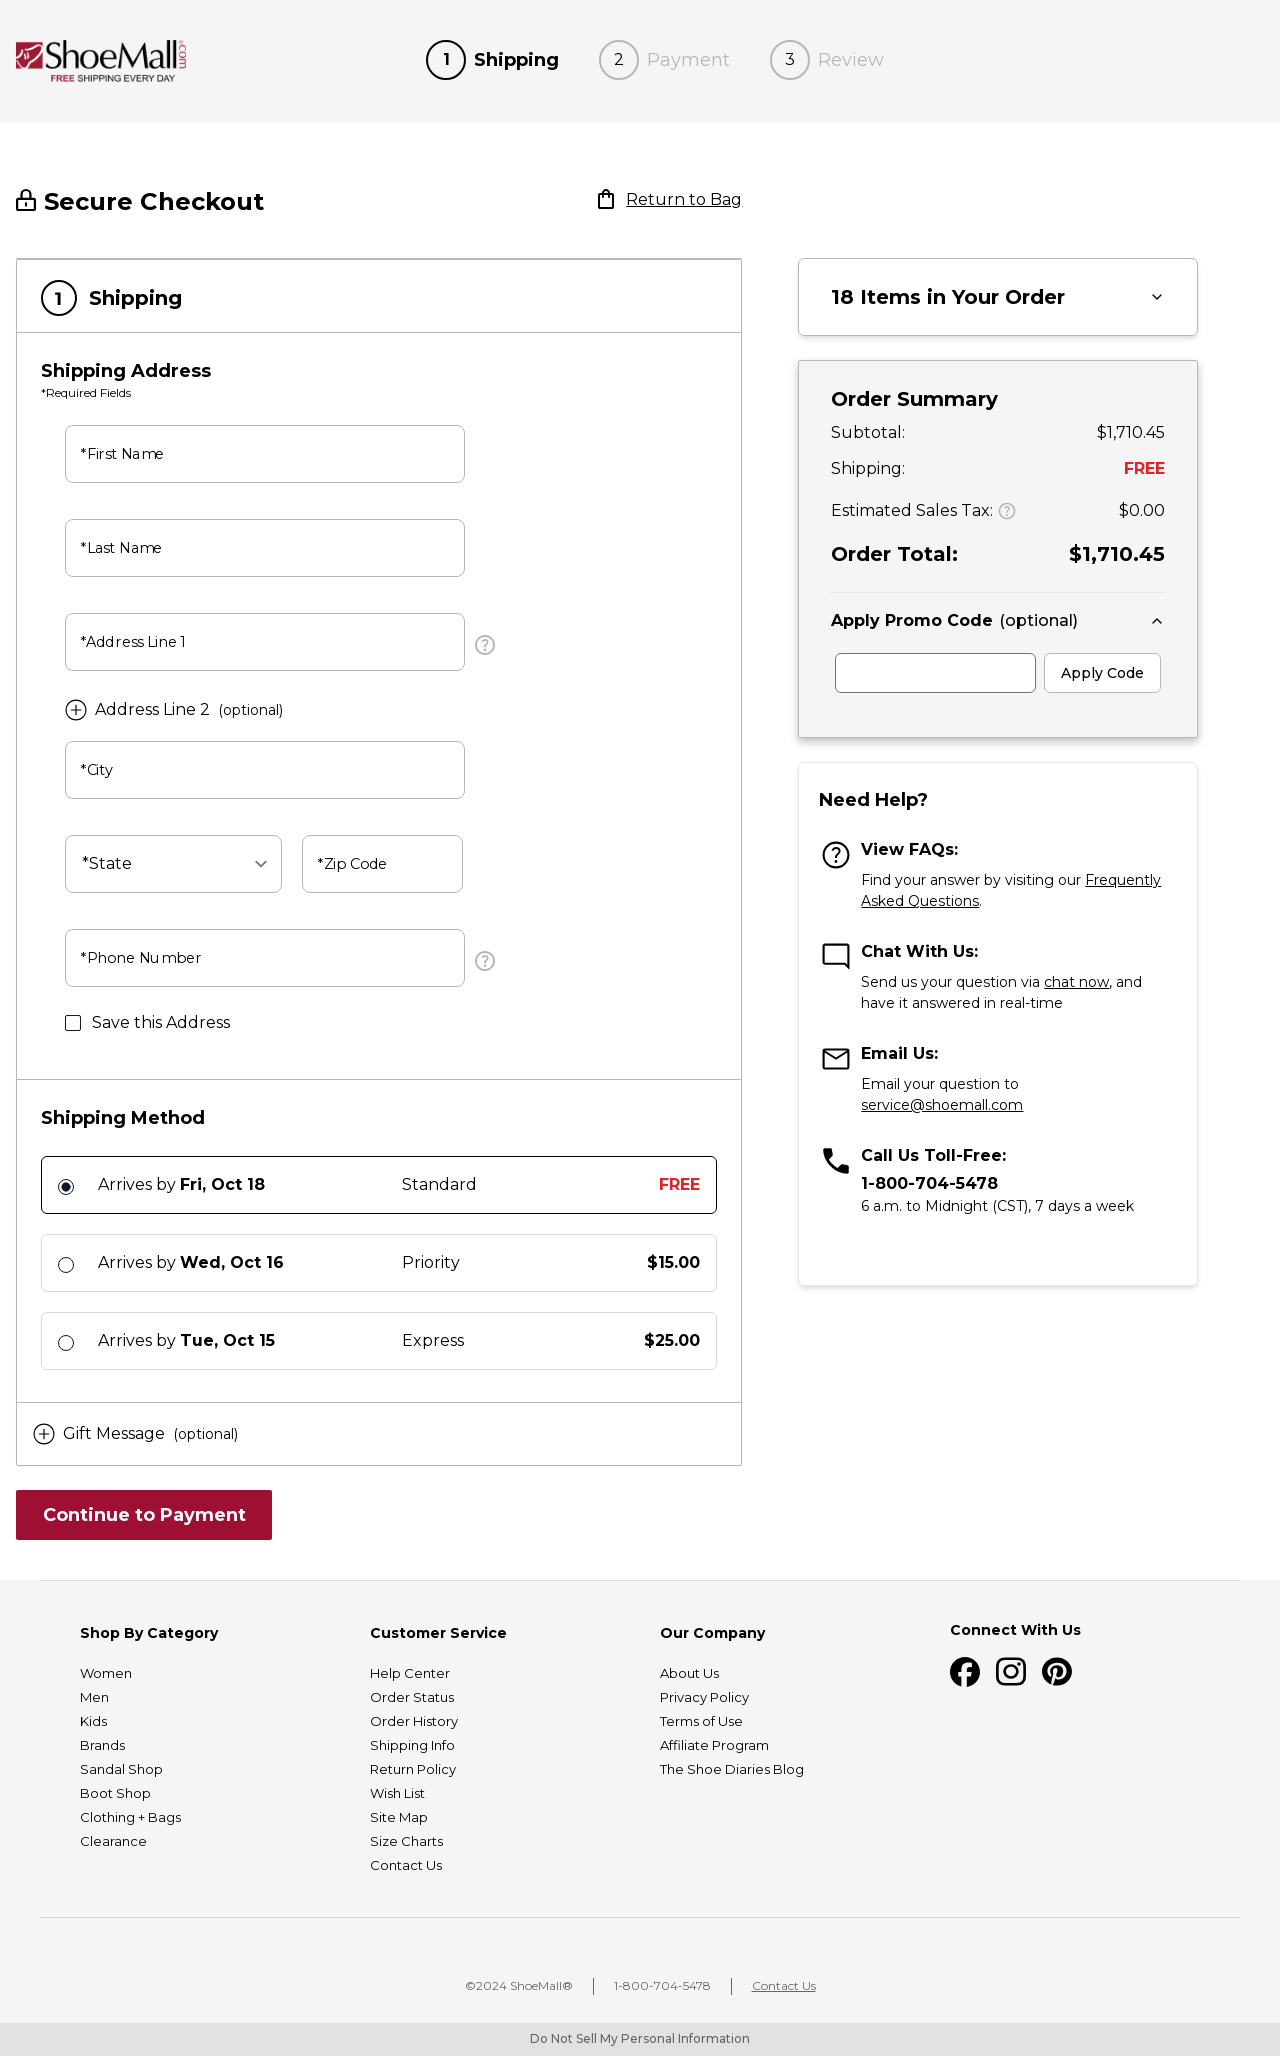 ShoeMall.com
FREE SHIPPING EVERY DAY
1 Shipping
2 Payment
3 Review
Secure Checkout
Return to Bag
1 Shipping
Shipping Address
*Required Fields
*First Name
*Last Name
*Address Line 1
?
Address Line 2 (optional)
*City
*State
*Zip Code
*Phone Number
?
Save this Address
Shipping Method
Arrives by Fri, Oct 18 Standard FREE
Arrives by Wed, Oct 16 Priority $15.00
Arrives by Tue, Oct 15 Express $25.00
Gift Message (optional)
Continue to Payment
18 Items in Your Order
Order Summary
Subtotal: $1,710.45
Shipping: FREE
Estimated Sales Tax: ? $0.00
Order Total: $1,710.45
Apply Promo Code (optional)
Apply Code
Need Help?
?
View FAQs:
Find your answer by visiting our Frequently
Asked Questions.
Chat With Us:
Send us your question via chat now, and
have it answered in real-time
Email Us:
Email your question to
service@shoemall.com
Call Us Toll-Free:
1-800-704-5478
6 a.m. to Midnight (CST), 7 days a week
Shop By Category
Women
Men
Kids
Brands
Sandal Shop
Boot Shop
Clothing + Bags
Clearance
Customer Service
Help Center
Order Status
Order History
Shipping Info
Return Policy
Wish List
Site Map
Size Charts
Contact Us
Our Company
About Us
Privacy Policy
Terms of Use
Affiliate Program
The Shoe Diaries Blog
Connect With Us
©2024 ShoeMall® 1-800-704-5478 Contact Us
Do Not Sell My Personal Information